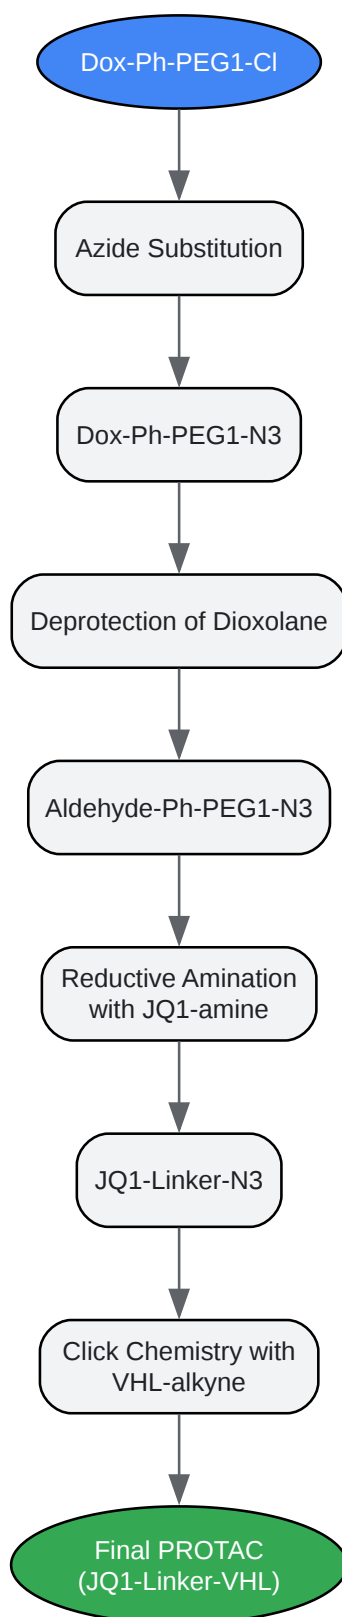 Dox-Ph-PEG1-Cl
Azide Substitution
Dox-Ph-PEG1-N3
Deprotection of Dioxolane
Aldehyde-Ph-PEG1-N3
Reductive Amination
with JQ1-amine
JQ1-Linker-N3
Click Chemistry with
VHL-alkyne
Final PROTAC
(JQ1-Linker-VHL)